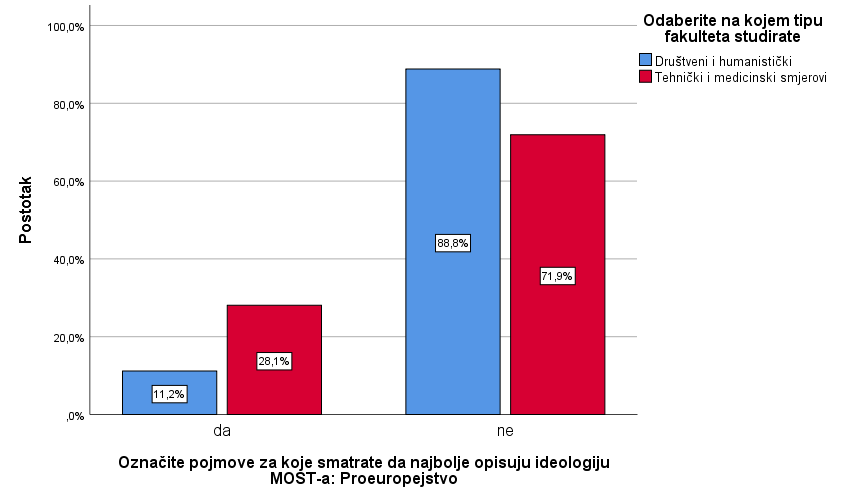 Odaberite na kojem tipu
fakulteta studirate
Društveni i humanistički
Tehnički i medicinski smjerovi
Postotak
100,0%
80,0%
60,0%
40,0%
20,0%
,0%
11,2%
28,1%
88,8%
71,9%
da
ne
Označite pojmove za koje smatrate da najbolje opisuju ideologiju
MOST-a: Proeuropejstvo